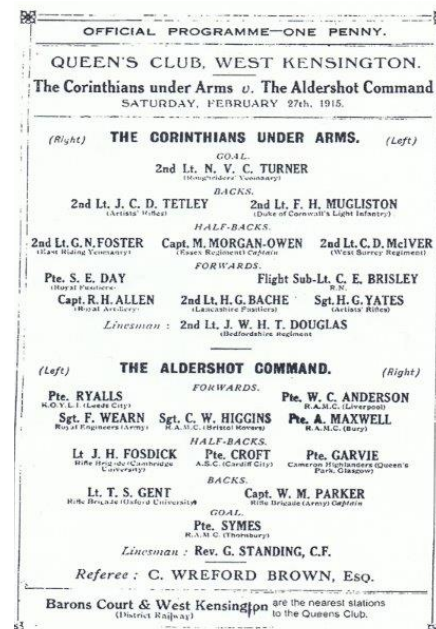 OFFICIAL PROGRAMME—ONE PENNY.
QUEEN'S CLUB, WEST KENSINGTON.
The Corinthians under Arms v. The Aldershot Command
SATURDAY, FEBRUARY 27th, 1915.
(Right) THE CORINTHIANS UNDER ARMS. (Left)
GOAL.
2nd Lt. N. V. C. TURNER
(Roughriders' Yeomanry)
BACKS.
2nd Lt. J. C. D. TETLEY 2nd Lt. F. H. MUGLISTON
(Artists' Rifles) (Duke of Cornwall's Light Infantry)
HALF-BACKS.
2nd Lt. G. N. FOSTER Capt. M. MORGAN-OWEN 2nd Lt. C. D. McIVER
(East Riding Yeomanry) (Essex Regiment) Captain (West Surrey Regiment)
FORWARDS.
Pte. S. E. DAY Flight Sub-Lt. C. E. BRISLEY
(Royal Fusiliers) R.N.
Capt. R. H. ALLEN 2nd Lt. H. G. BACHE Sgt. H. G. YATES
(Royal Artillery) (Lancashire Fusiliers) (Artists' Rifles)
Linesman : 2nd Lt. J. W. H. T. DOUGLAS
(Bedfordshire Regiment
(Left) THE ALDERSHOT COMMAND. (Right)
FORWARDS.
Pte. RYALLS Pte. W. C. ANDERSON
K.O.Y.L.I. (Leeds City) R.A.M.C. (Liverpool)
Sgt. F. WEARN Sgt. C. W. HIGGINS Pte. A. MAXWELL
Royal Engineers (Army) R.A.M.C. (Bristol Rovers) R.A.M.C. (Bury)
HALF-BACKS.
Lt J. H. FOSDICK Pte. CROFT Pte. GARVIE
Rifle Brigade (Cambridge University) A.S.C. (Cardiff City) Cameron Highlanders (Queen's Park, Glasgow)
BACKS.
Lt. T. S. GENT Capt. W. M. PARKER
Rifle Brigade (Oxford University) Rifle Brigade (Army) Captain
GOAL.
Pte. SYMES
R.A.M.C. (Thornbury)
Linesman : Rev. G. STANDING, C.F.
Referee : C. WREFORD BROWN, ESQ.
Barons Court & West Kensington are the nearest stations
(District Railway) to the Queens Club.